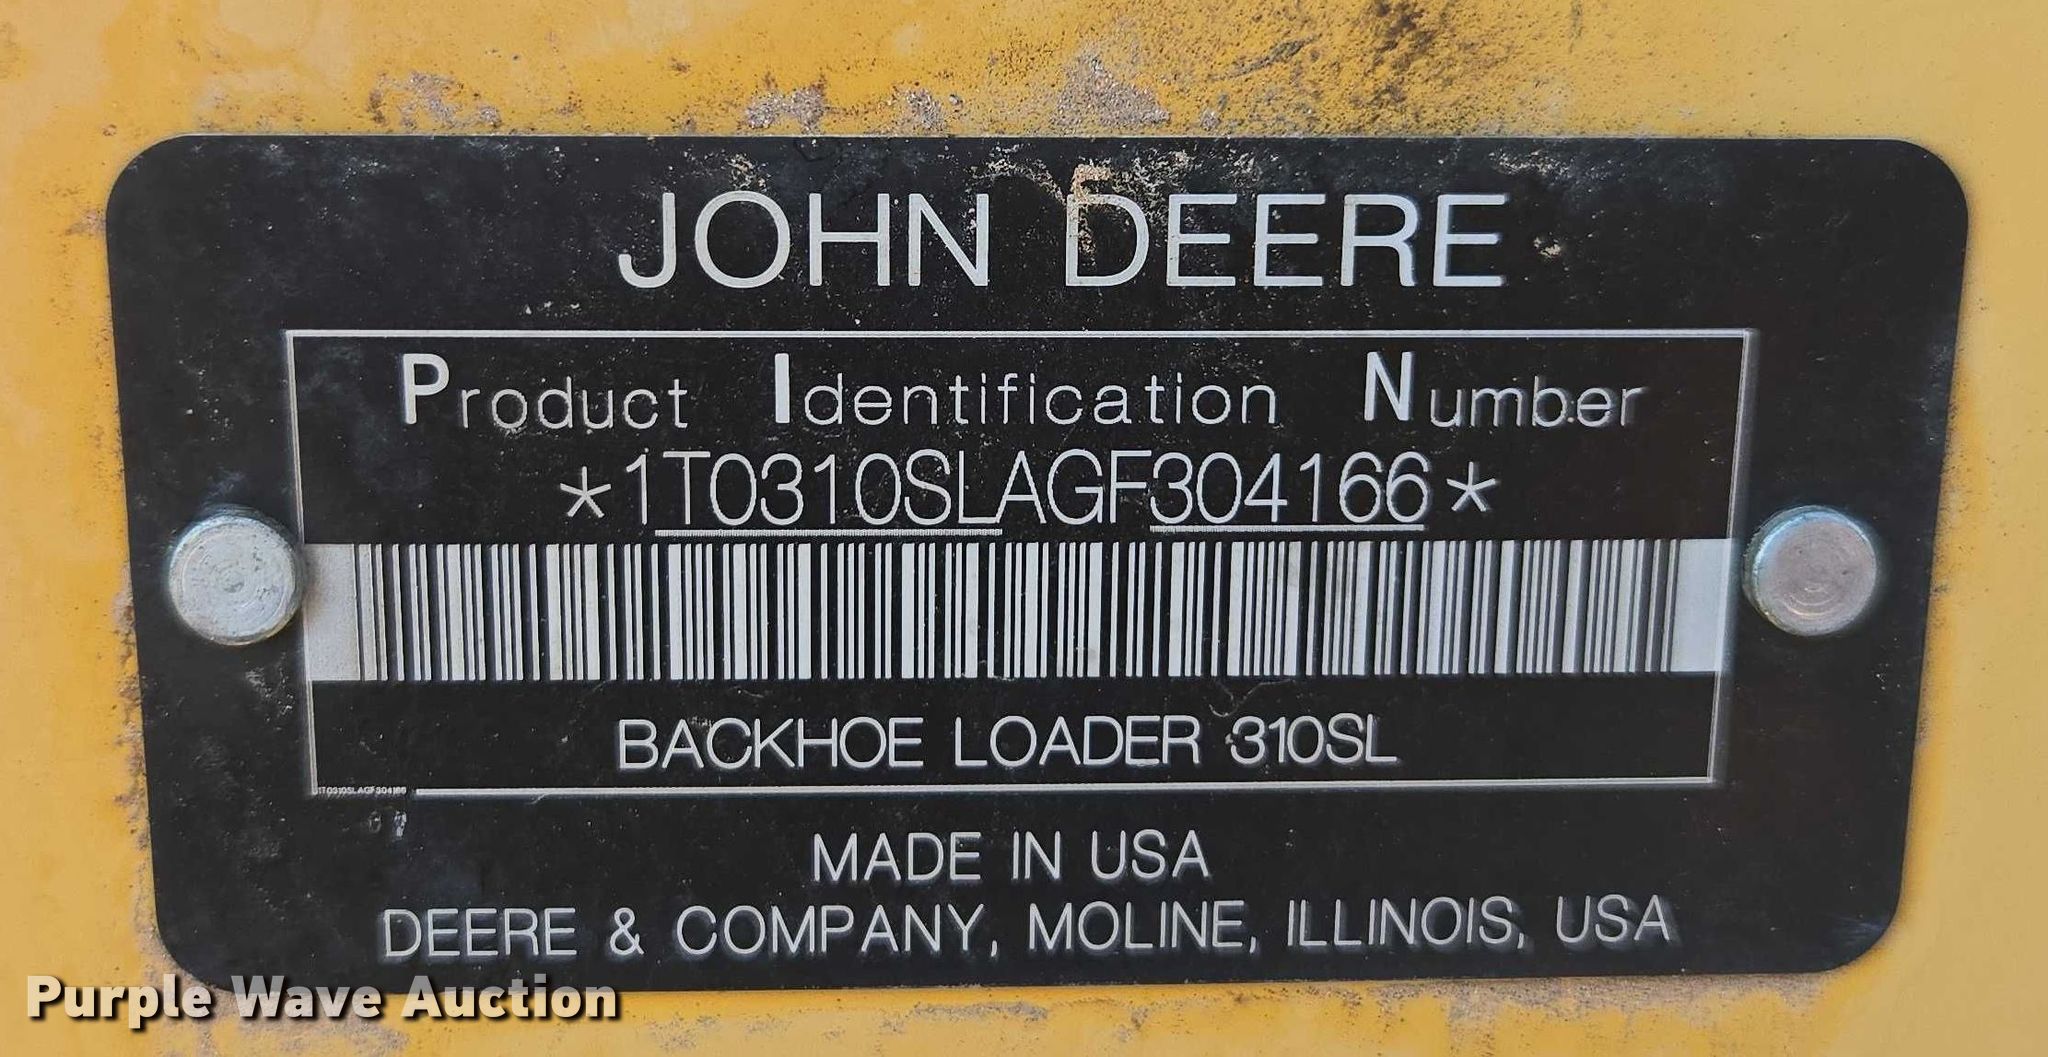 JOHN DEERE
Product Identification Number
*1T0310SLAGF304166*
BACKHOE LOADER 310SL
1T0310SLAGF304166
MADE IN USA
DEERE & COMPANY, MOLINE, ILLINOIS, USA
Purple Wave Auction